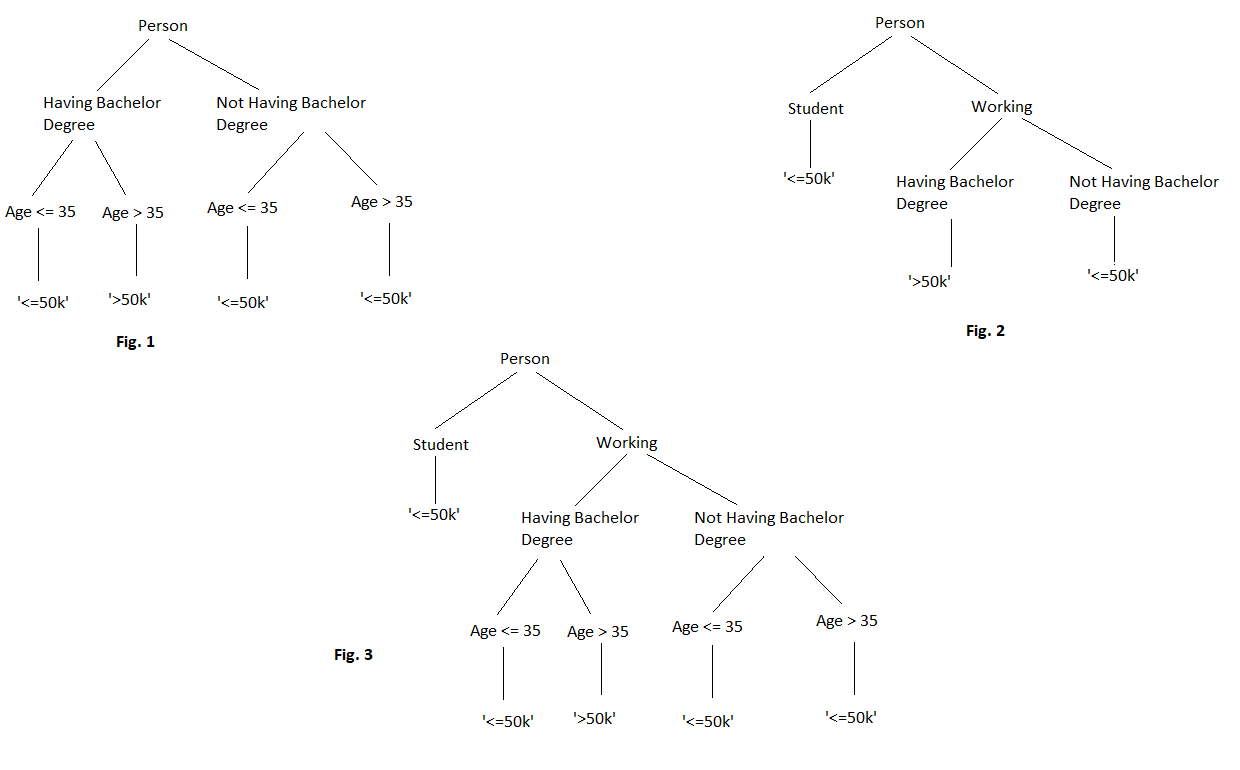 Person
Having Bachelor
Degree
Not Having Bachelor
Degree
Age <= 35
Age > 35
Age <= 35
Age > 35
'<=50k'
'>50k'
'<=50k'
'<=50k'
Fig. 1
Person
Student
Working
'<=50k'
Having Bachelor
Degree
Not Having Bachelor
Degree
'>50k'
'<=50k'
Fig. 2
Person
Student
Working
'<=50k'
Having Bachelor
Degree
Not Having Bachelor
Degree
Age <= 35
Age > 35
Age <= 35
Age > 35
Fig. 3
'<=50k'
'>50k'
'<=50k'
'<=50k'